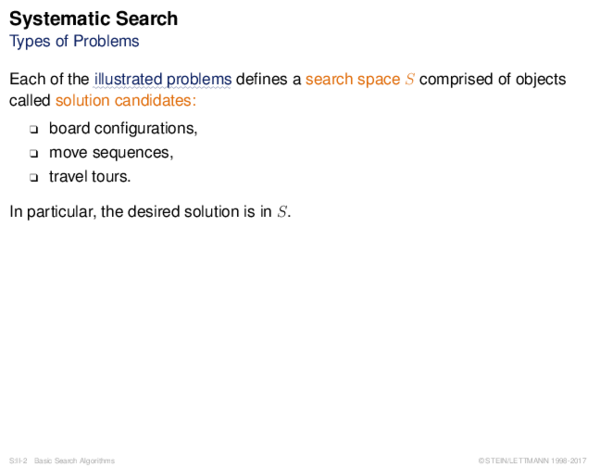 Systematic Search
Types of Problems
Each of the illustrated problems defines a search space S comprised of objects
called solution candidates:
❑ board configurations,
❑ move sequences,
❑ travel tours.
In particular, the desired solution is in S.
S:II-2 Basic Search Algorithms
©STEIN/LETTMANN 1998-2017